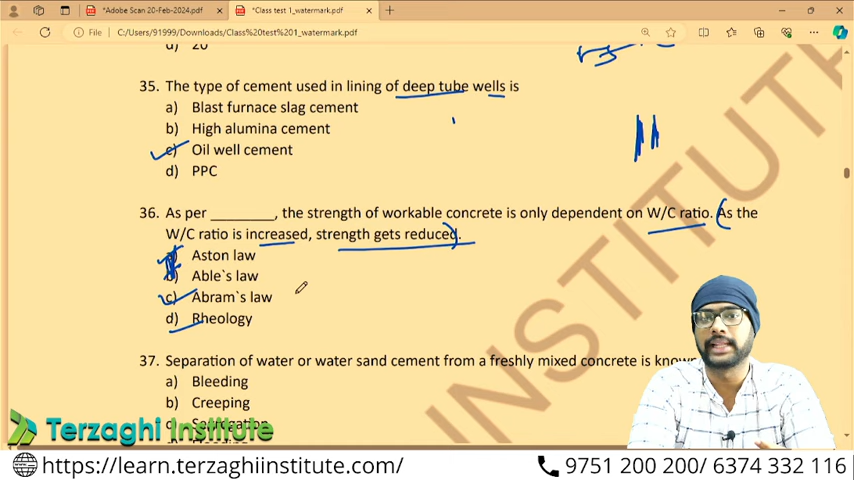 *Adobe Scan 20-Feb-2024.pdf
*Class test 1_watermark.pdf
File
C:/Users/91999/Downloads/Class%20test%201_watermark.pdf
d) 20
35. The type of cement used in lining of deep tube wells is
a) Blast furnace slag cement
b) High alumina cement
c) Oil well cement
d) PPC
36. As per ________, the strength of workable concrete is only dependent on W/C ratio. (As the
W/C ratio is increased, strength gets reduced).
a) Aston law
b) Able`s law
c) Abram`s law
d) Rheology
37. Separation of water or water sand cement from a freshly mixed concrete is known
a) Bleeding
b) Creeping
c) Segregation
INSTITUTE
INSTITUTE
Terzaghi Institute
https://learn.terzaghiinstitute.com/
9751 200 200/ 6374 332 116